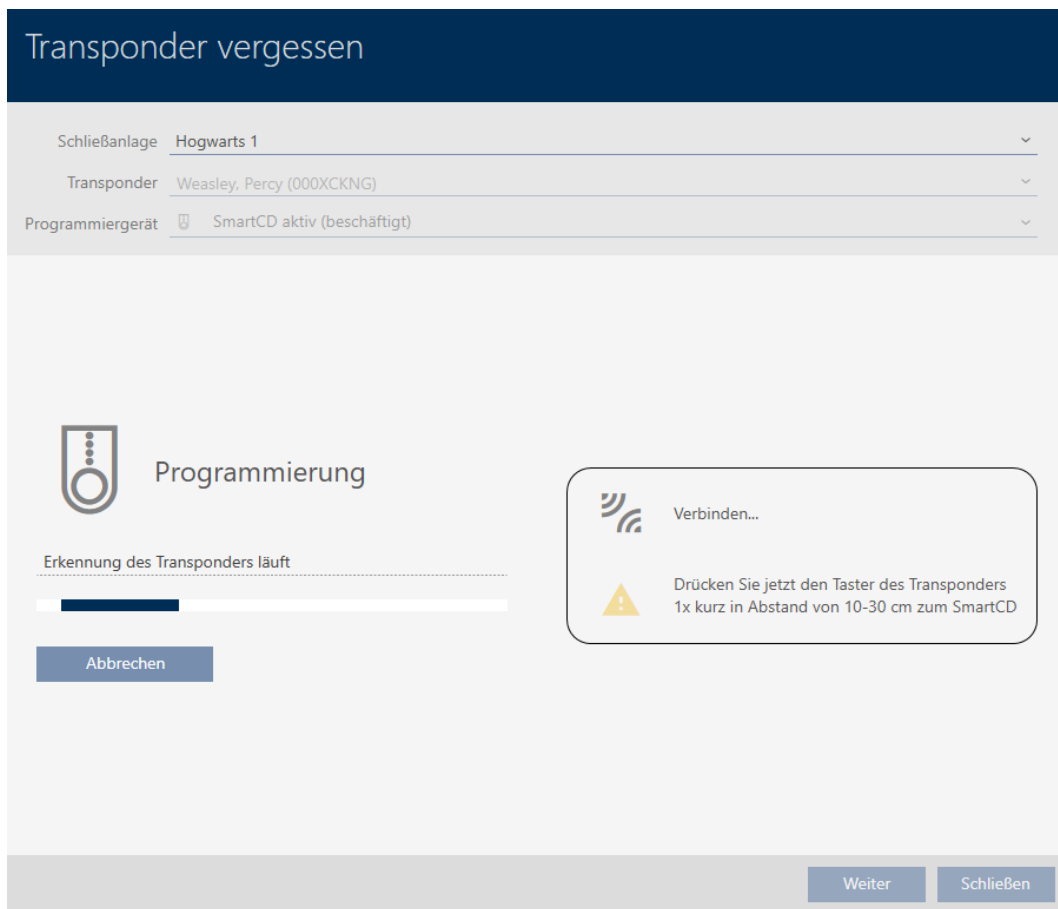 Transponder vergessen
Schließanlage Hogwarts 1
Transponder Weasley, Percy (000XCKNG)
Programmiergerät SmartCD aktiv (beschäftigt)
Programmierung
Erkennung des Transponders läuft
Abbrechen
Verbinden...
Drücken Sie jetzt den Taster des Transponders
1x kurz in Abstand von 10-30 cm zum SmartCD
Weiter Schließen